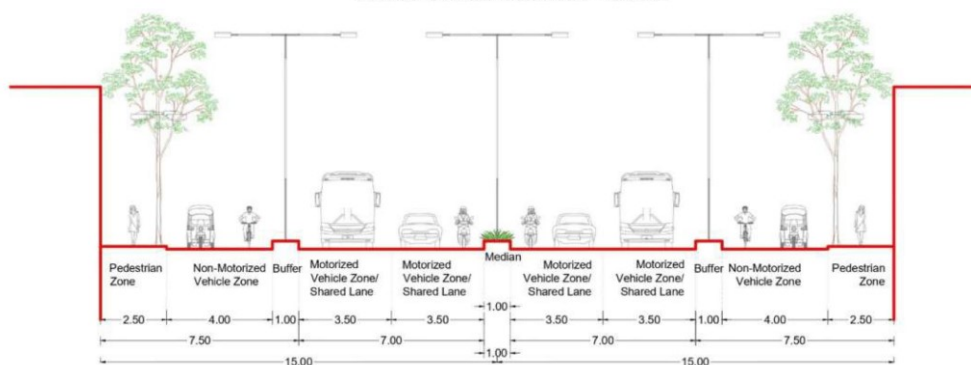 Pedestrian Zone
Non-Motorized Vehicle Zone
Buffer
Motorized Vehicle Zone/ Shared Lane
Motorized Vehicle Zone/ Shared Lane
Median
Motorized Vehicle Zone/ Shared Lane
Motorized Vehicle Zone/ Shared Lane
Buffer
Non-Motorized Vehicle Zone
Pedestrian Zone
1.00
2.50 4.00 1.00 3.50 3.50 3.50 3.50 1.00 4.00 2.50
7.50 7.00 7.00 7.50
1.00
15.00 15.00